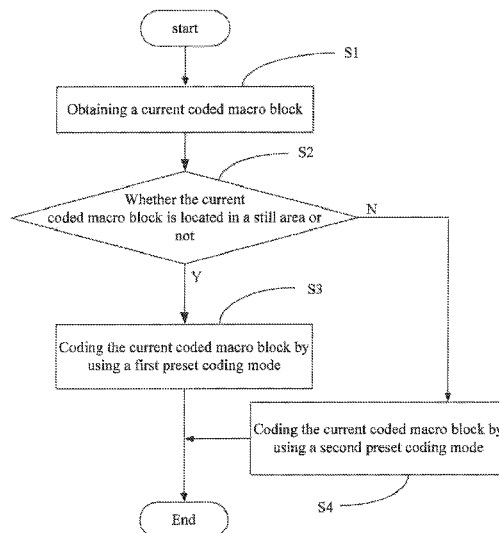 start
S1
Obtaining a current coded macro block
S2
Whether the current
coded macro block is located in a still area or
not
N
Y
S3
Coding the current coded macro block by
using a first preset coding mode
Coding the current coded macro block by
using a second preset coding mode
S4
End